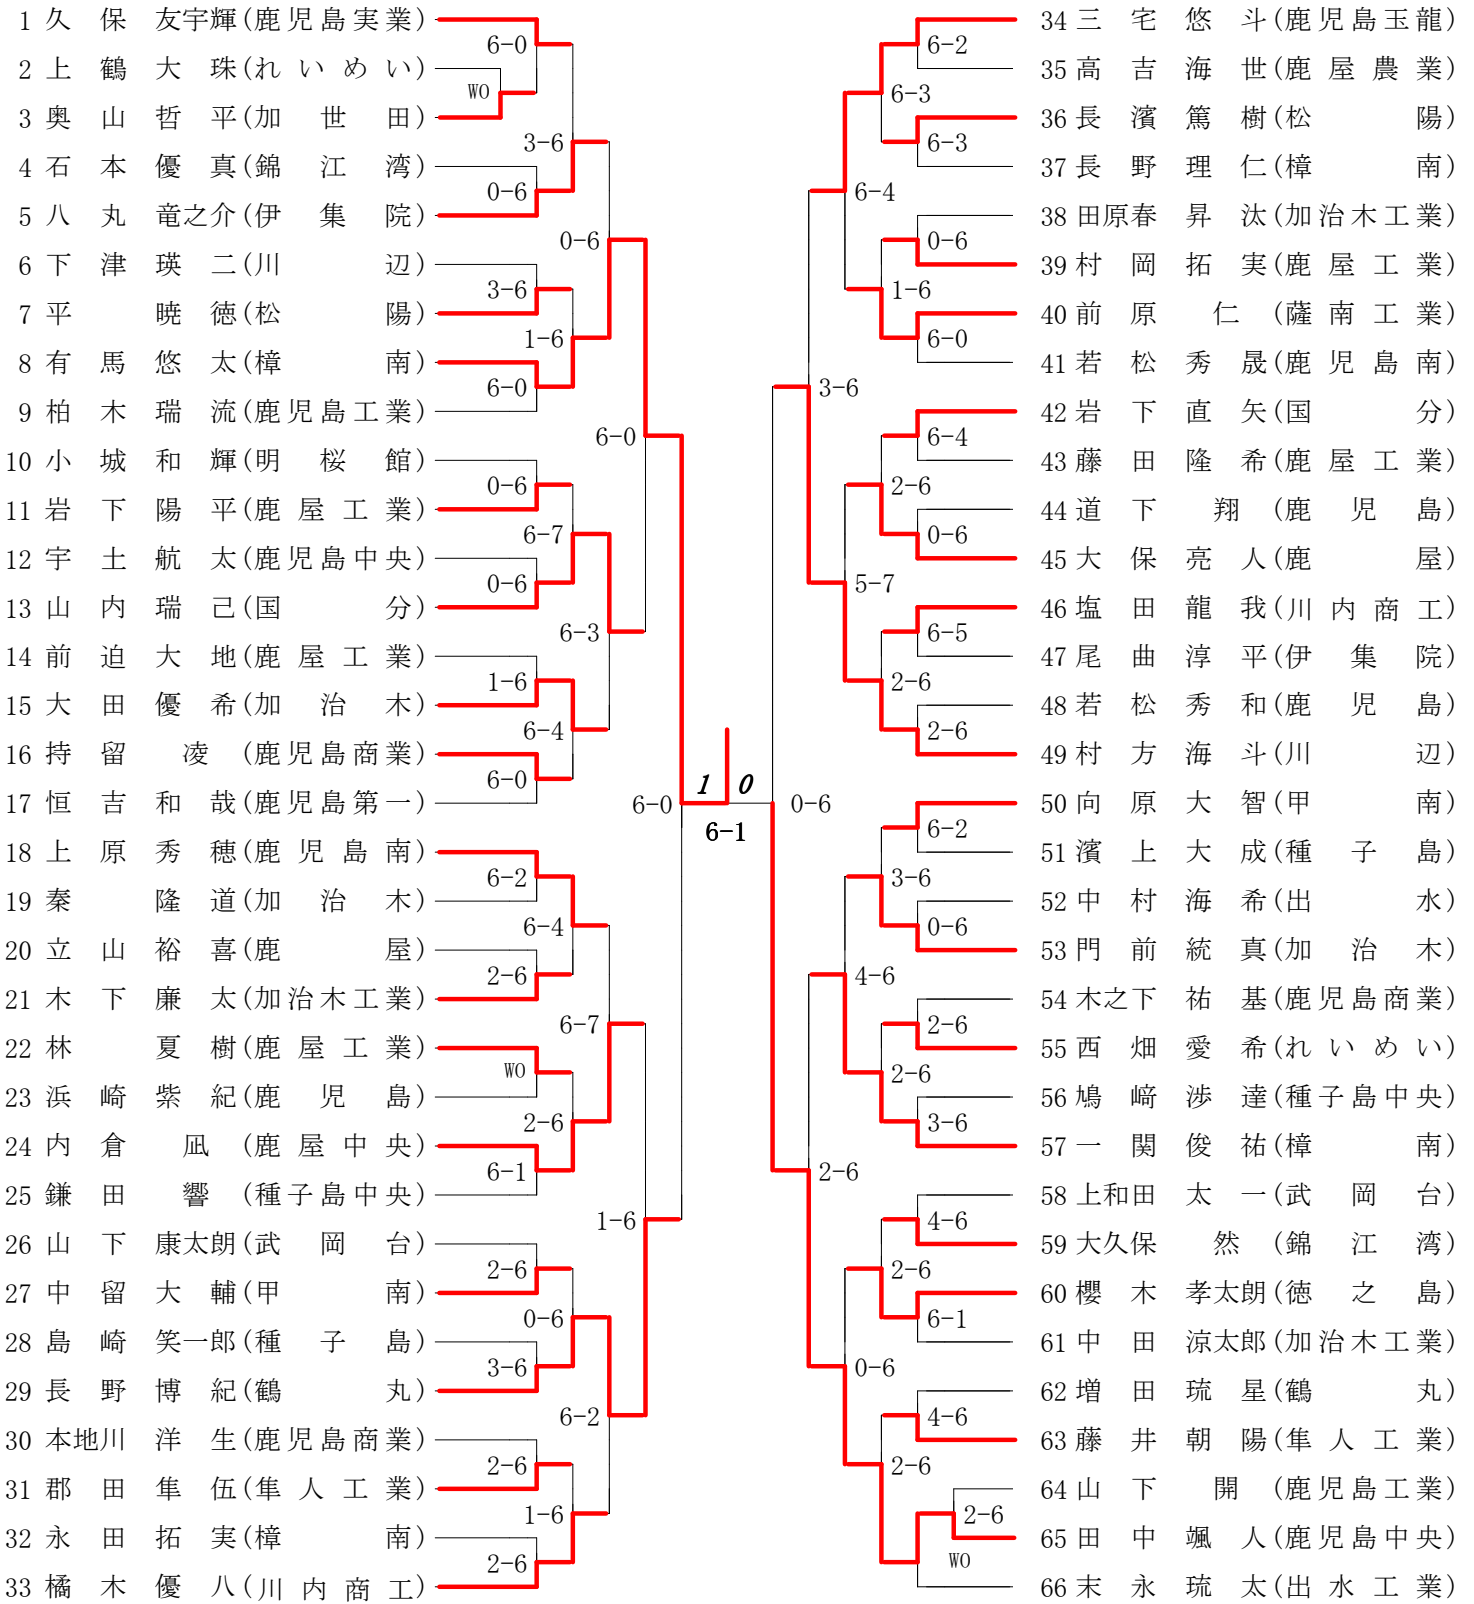 1 久保 友宇輝 (鹿児島実業)
2 上鶴 大珠 (れいめい)
3 奥山 哲平 (加世田)
4 石本 優真 (錦江湾)
5 八丸 竜之介 (伊集院)
6 下津 瑛二 (川辺)
7 平 暁徳 (松陽)
8 有馬 悠太 (樟南)
9 柏木 瑞流 (鹿児島工業)
10 小城 和輝 (明桜館)
11 岩下 陽平 (鹿屋工業)
12 宇土 航太 (鹿児島中央)
13 山内 瑞己 (国分)
14 前迫 大地 (鹿屋工業)
15 大田 優希 (加治木)
16 持留 凌 (鹿児島商業)
17 恒吉 和哉 (鹿児島第一)
18 上原 秀穂 (鹿児島南)
19 秦 隆道 (加治木)
20 立山 裕喜 (鹿屋)
21 木下 廉太 (加治木工業)
22 林 夏樹 (鹿屋工業)
23 浜崎 紫紀 (鹿児島)
24 内倉 凪 (鹿屋中央)
25 鎌田 響 (種子島中央)
26 山下 康太朗 (武岡台)
27 中留 大輔 (甲南)
28 島崎 笑一郎 (種子島)
29 長野 博紀 (鶴丸)
30 本地川 洋生 (鹿児島商業)
31 郡田 隼伍 (隼人工業)
32 永田 拓実 (樟南)
33 橘木 優八 (川内商工)
6-0
WO
0-6
3-6
6-0
0-6
0-6
1-6
6-0
6-2
2-6
WO
6-1
2-6
3-6
2-6
2-6
3-6
1-6
6-7
6-4
6-4
2-6
0-6
1-6
0-6
6-3
6-7
6-2
6-0
1-6
6-0
1 0
6-1
0-6
3-6
2-6
6-4
5-7
4-6
0-6
6-3
1-6
2-6
2-6
3-6
2-6
2-6
2-6
6-2
6-3
0-6
6-0
6-4
0-6
6-5
2-6
6-2
0-6
2-6
3-6
4-6
6-1
4-6
2-6
WO
34 三宅 悠斗 (鹿児島玉龍)
35 高吉 海世 (鹿屋農業)
36 長濱 篤樹 (松陽)
37 長野 理仁 (樟南)
38 田原春 昇汰 (加治木工業)
39 村岡 拓実 (鹿屋工業)
40 前原 仁 (薩南工業)
41 若松 秀晟 (鹿児島南)
42 岩下 直矢 (国分)
43 藤田 隆希 (鹿屋工業)
44 道下 翔 (鹿児島)
45 大保 亮人 (鹿屋)
46 塩田 龍我 (川内商工)
47 尾曲 淳平 (伊集院)
48 若松 秀和 (鹿児島)
49 村方 海斗 (川辺)
50 向原 大智 (甲南)
51 濱上 大成 (種子島)
52 中村 海希 (出水)
53 門前 統真 (加治木)
54 木之下 祐基 (鹿児島商業)
55 西畑 愛希 (れいめい)
56 鳩﨑 渉達 (種子島中央)
57 一関 俊祐 (樟南)
58 上和田 太一 (武岡台)
59 大久保 然 (錦江湾)
60 櫻木 孝太朗 (徳之島)
61 中田 涼太郎 (加治木工業)
62 増田 琉星 (鶴丸)
63 藤井 朝陽 (隼人工業)
64 山下 開 (鹿児島工業)
65 田中 颯人 (鹿児島中央)
66 末永 琉太 (出水工業)